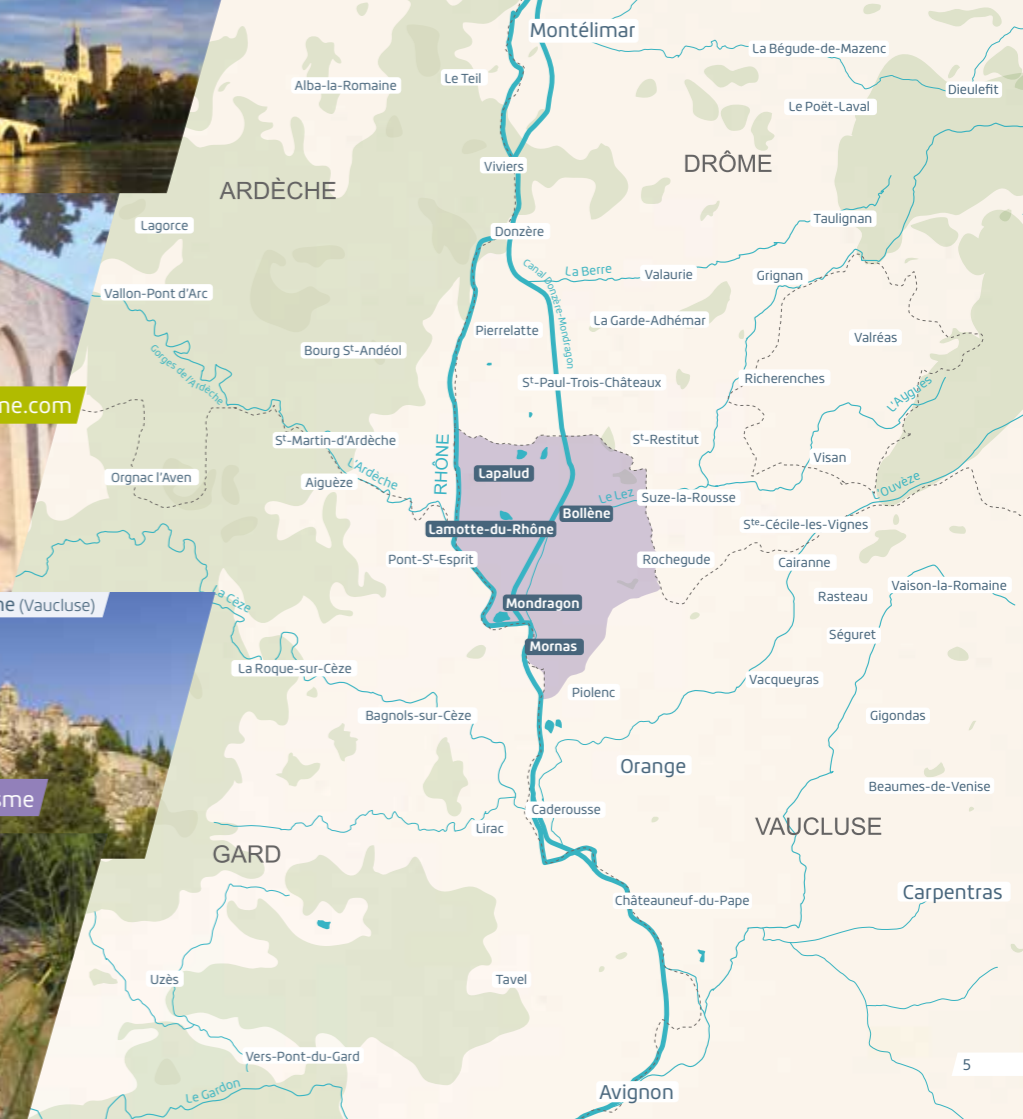 Montélimar
La Bégude-de-Mazenc
Alba-la-Romaine
Le Teil
Dieulefit
Le Poët-Laval
DRÔME
Viviers
ARDÈCHE
Taulignan
Lagorce
Donzère
La Berre
Valaurie
Grignan
Canal Donzère-Mondragon
Vallon-Pont d'Arc
La Garde-Adhémar
Pierrelatte
Valréas
Bourg Sᵗ-Andéol
Gorges de l'Ardèche
Sᵗ-Paul-Trois-Châteaux
Richerenches
L'Aygues
me.com
Sᵗ-Martin-d'Ardèche
Sᵗ-Restitut
RHÔNE
Visan
Orgnac l'Aven
L'Ardèche
Aiguèze
Lapalud
Le Lez
Suze-la-Rousse
L'Ouvèze
Bollène
Lamotte-du-Rhône
Sᵗᵉ-Cécile-les-Vignes
Pont-Sᵗ-Esprit
Rochegude
Cairanne
Vaison-la-Romaine
La Cèze
Rasteau
ne (Vaucluse)
Mondragon
Séguret
Mornas
La Roque-sur-Cèze
Vacqueyras
Piolenc
Bagnols-sur-Cèze
Gigondas
Orange
Beaumes-de-Venise
sme
Caderousse
Lirac
VAUCLUSE
GARD
Carpentras
Châteauneuf-du-Pape
Uzès
Tavel
Vers-Pont-du-Gard
5
Le Gardon
Avignon